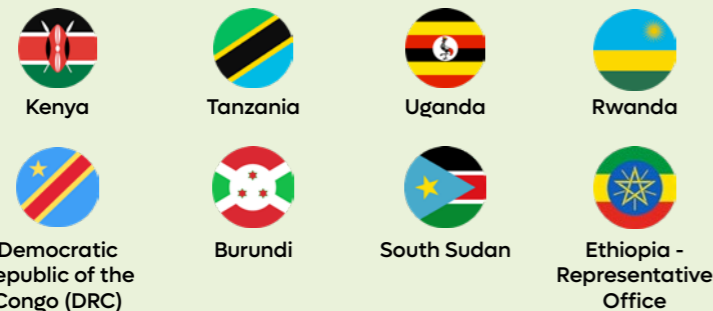 Kenya
Tanzania
Uganda
Rwanda
Democratic
epublic of the
Congo (DRC)
Burundi
South Sudan
Ethiopia -
Representative
Office